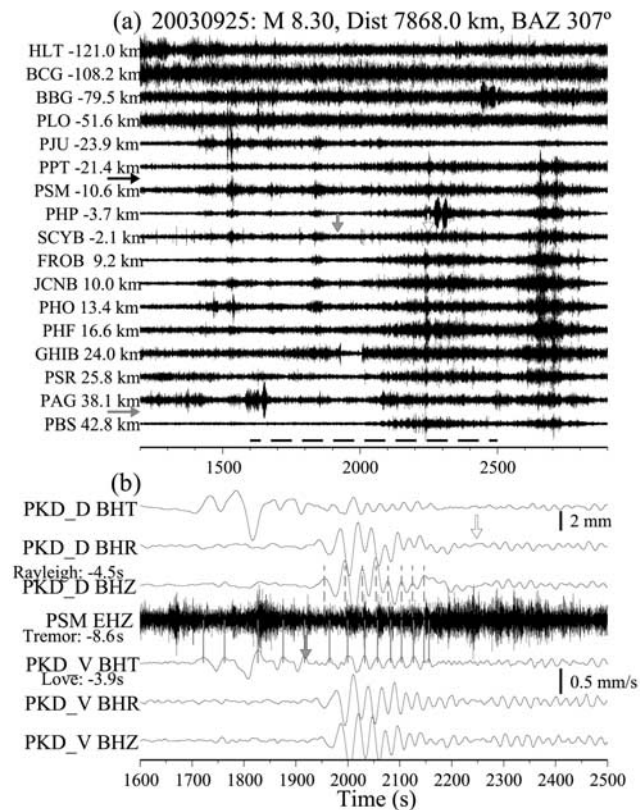 (a) 20030925: M 8.30, Dist 7868.0 km, BAZ 307º
HLT -121.0 km
BCG -108.2 km
BBG -79.5 km
PLO -51.6 km
PJU -23.9 km
PPT -21.4 km
PSM -10.6 km
PHP -3.7 km
SCYB -2.1 km
FROB 9.2 km
JCNB 10.0 km
PHO 13.4 km
PHF 16.6 km
GHIB 24.0 km
PSR 25.8 km
PAG 38.1 km
PBS 42.8 km
1500 2000 2500
(b)
PKD_D BHT
2 mm
PKD_D BHR
Rayleigh: -4.5s
PKD_D BHZ
PSM EHZ
Tremor: -8.6s
PKD_V BHT
Love: -3.9s
0.5 mm/s
PKD_V BHR
PKD_V BHZ
1600 1700 1800 1900 2000 2100 2200 2300 2400 2500
Time (s)